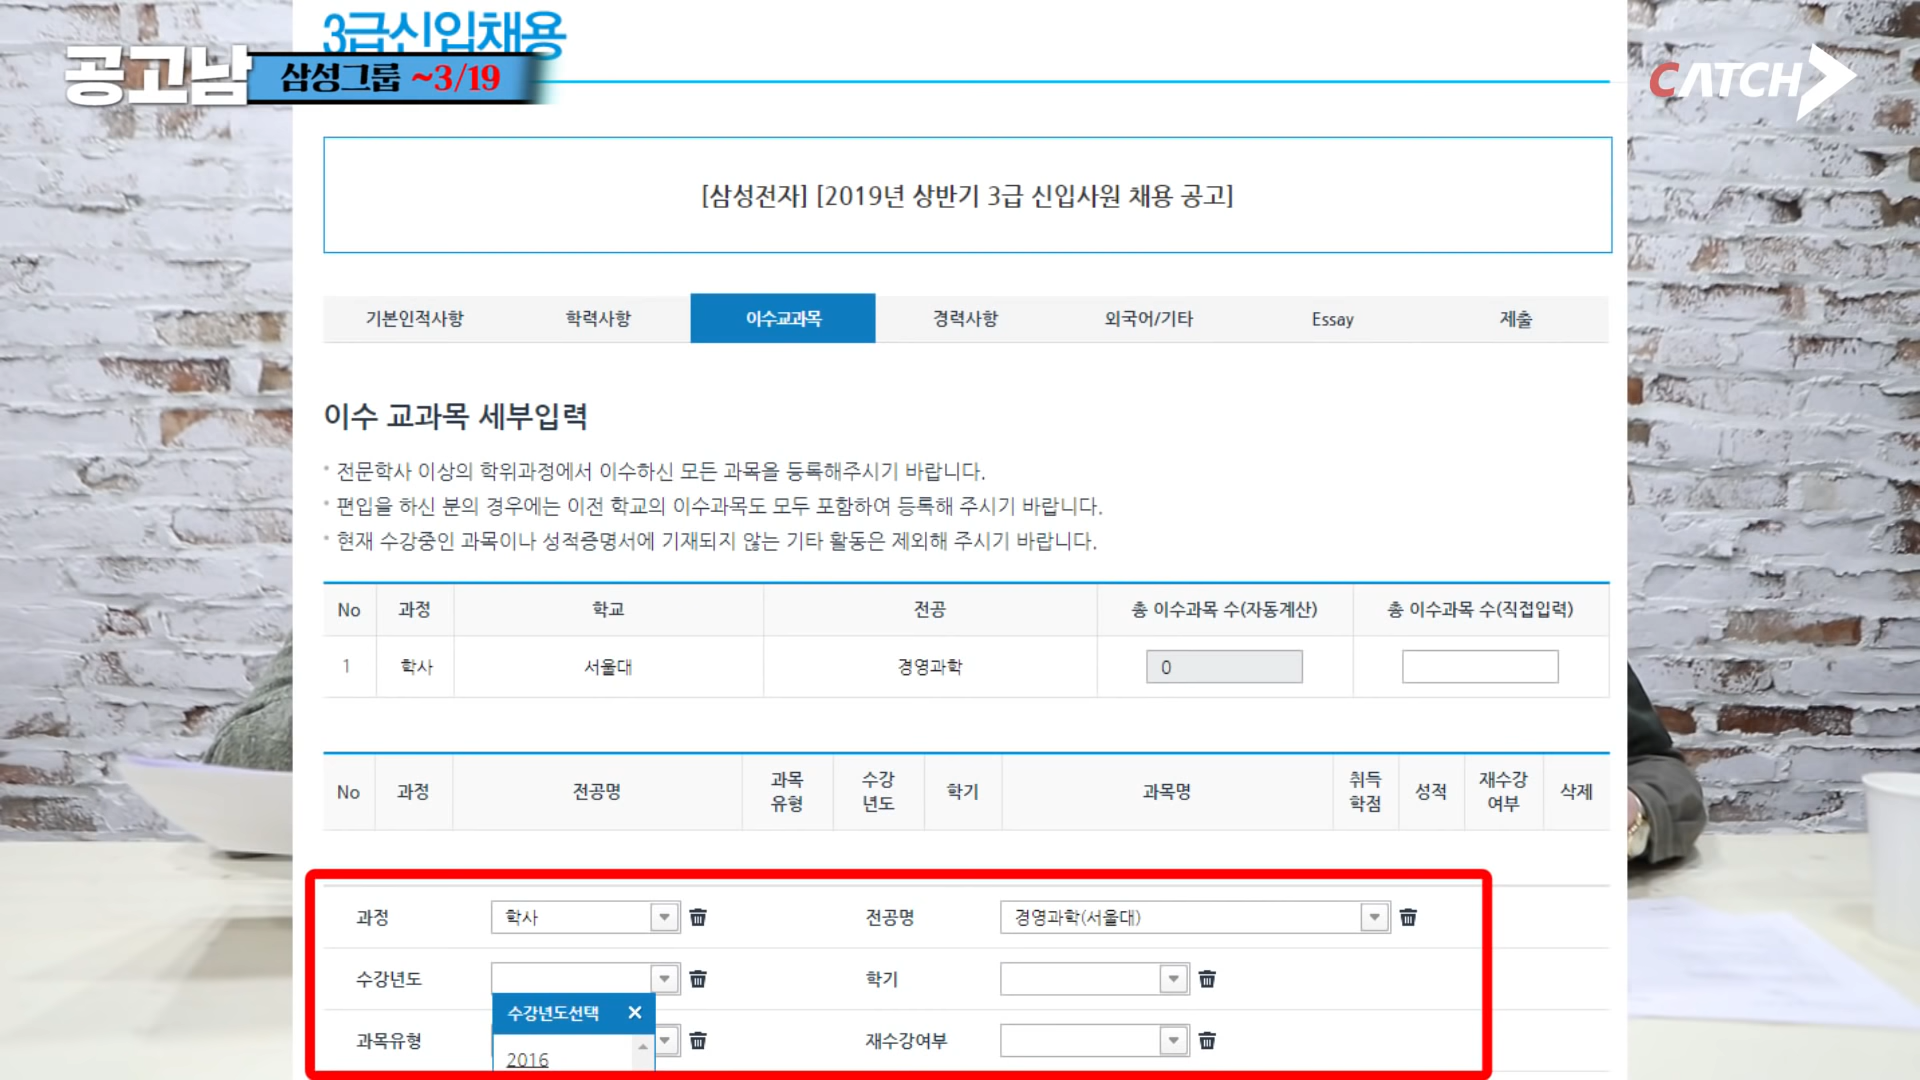 3급신입채용
공고남 삼성그룹 ~3/19
CATCH
[삼성전자] [2019년 상반기 3급 신입사원 채용 공고]
기본인적사항 학력사항 이수교과목 경력사항 외국어/기타 Essay 제출
이수 교과목 세부입력
* 전문학사 이상의 학위과정에서 이수하신 모든 과목을 등록해주시기 바랍니다.
* 편입을 하신 분의 경우에는 이전 학교의 이수과목도 모두 포함하여 등록해 주시기 바랍니다.
* 현재 수강중인 과목이나 성적증명서에 기재되지 않는 기타 활동은 제외해 주시기 바랍니다.
No 과정 학교 전공 총 이수과목 수(자동계산) 총 이수과목 수(직접입력)
1 학사 서울대 경영과학 0
No 과정 전공명 과목 유형 수강 년도 학기 과목명 취득 학점 성적 재수강 여부 삭제
과정 학사 전공명 경영과학(서울대)
수강년도 학기
수강년도선택 ×
과목유형 재수강여부
2016